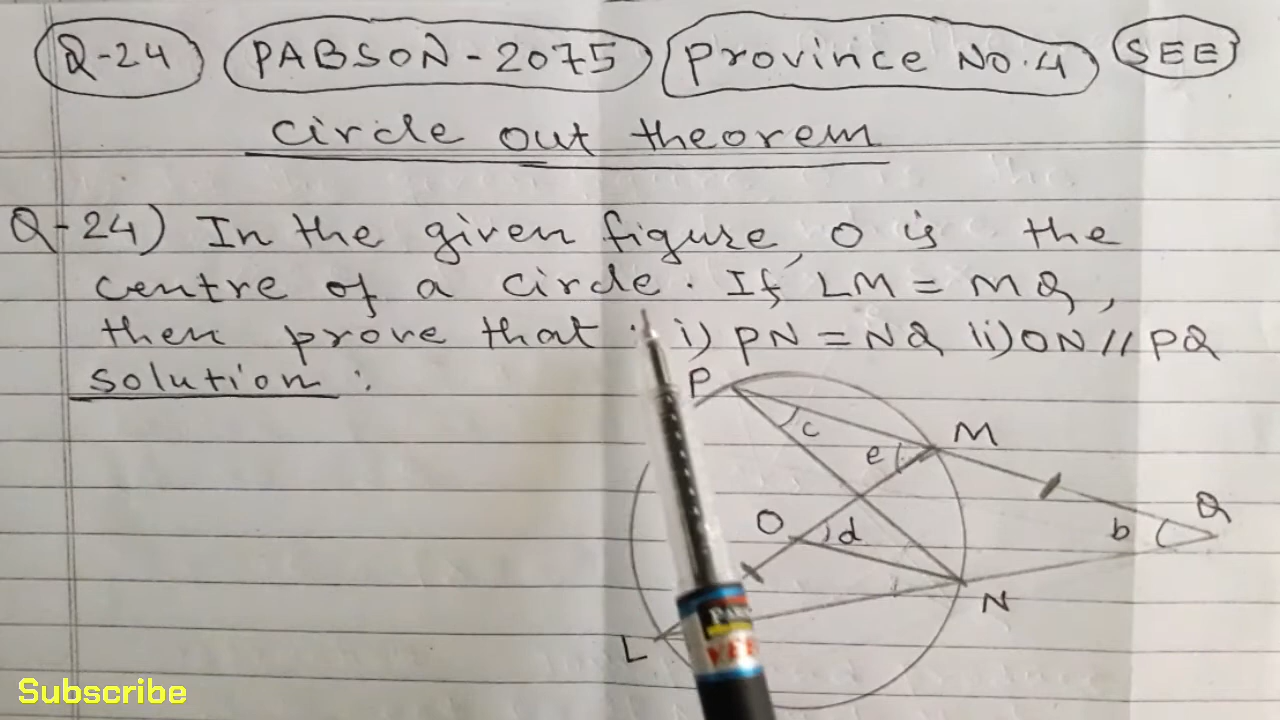 Q-24 PABSON-2075 Province No.4 SEE
circle out theorem
Q-24) In the given figure, O is the
centre of a circle. If LM = MQ,
then prove that : i) PN = NQ ii) ON // PQ
solution :
P
c
M
e
Q
O
d
b
N
L
Subscribe